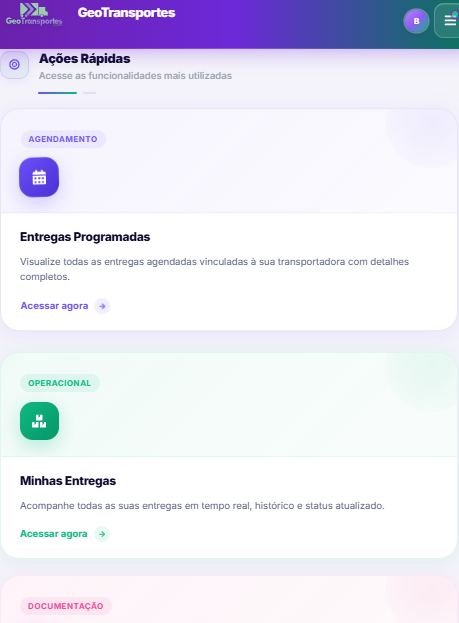 GeoTransportes
GeoTransportes
B
Ações Rápidas
Acesse as funcionalidades mais utilizadas
AGENDAMENTO
Entregas Programadas
Visualize todas as entregas agendadas vinculadas à sua transportadora com detalhes
completos.
Acessar agora
OPERACIONAL
Minhas Entregas
Acompanhe todas as suas entregas em tempo real, histórico e status atualizado.
Acessar agora
DOCUMENTAÇÃO